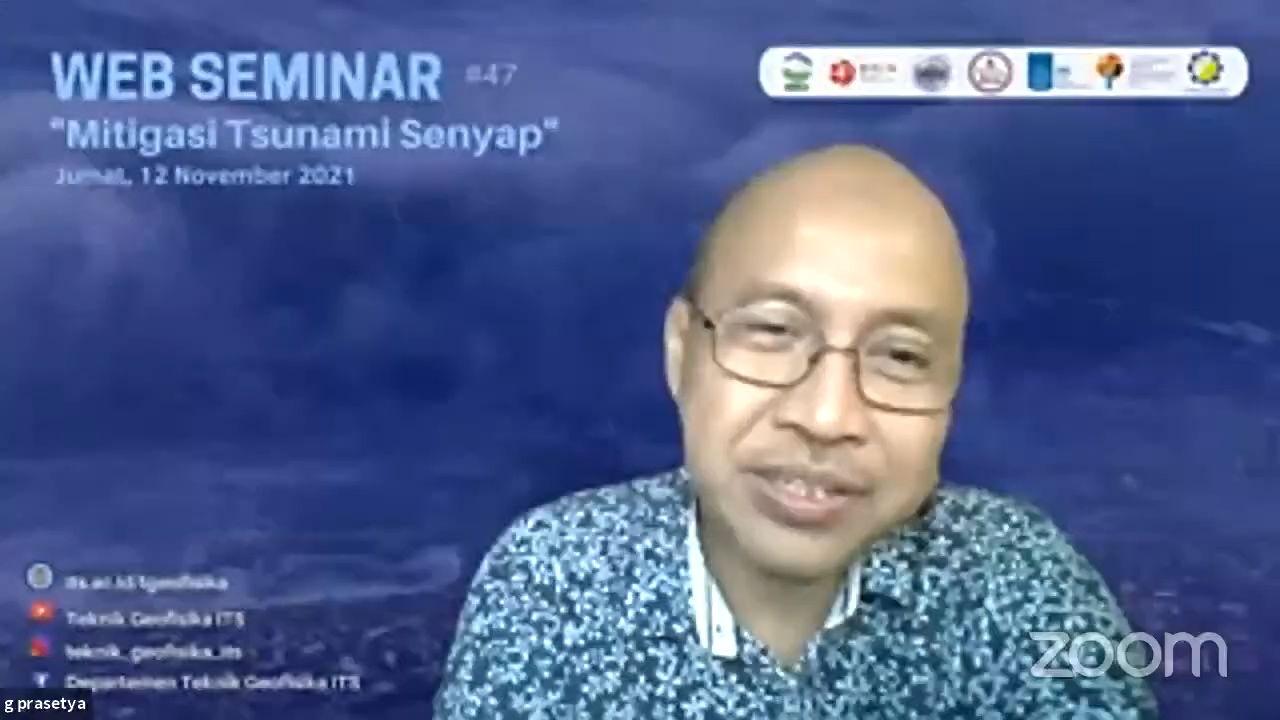 WEB SEMINAR #47
"Mitigasi Tsunami Senyap"
Jumat, 12 November 2021
its.ac.id/tgeofisika
Teknik Geofisika ITS
teknik_geofisika_its
Departemen Teknik Geofisika ITS
g prasetya
zoom